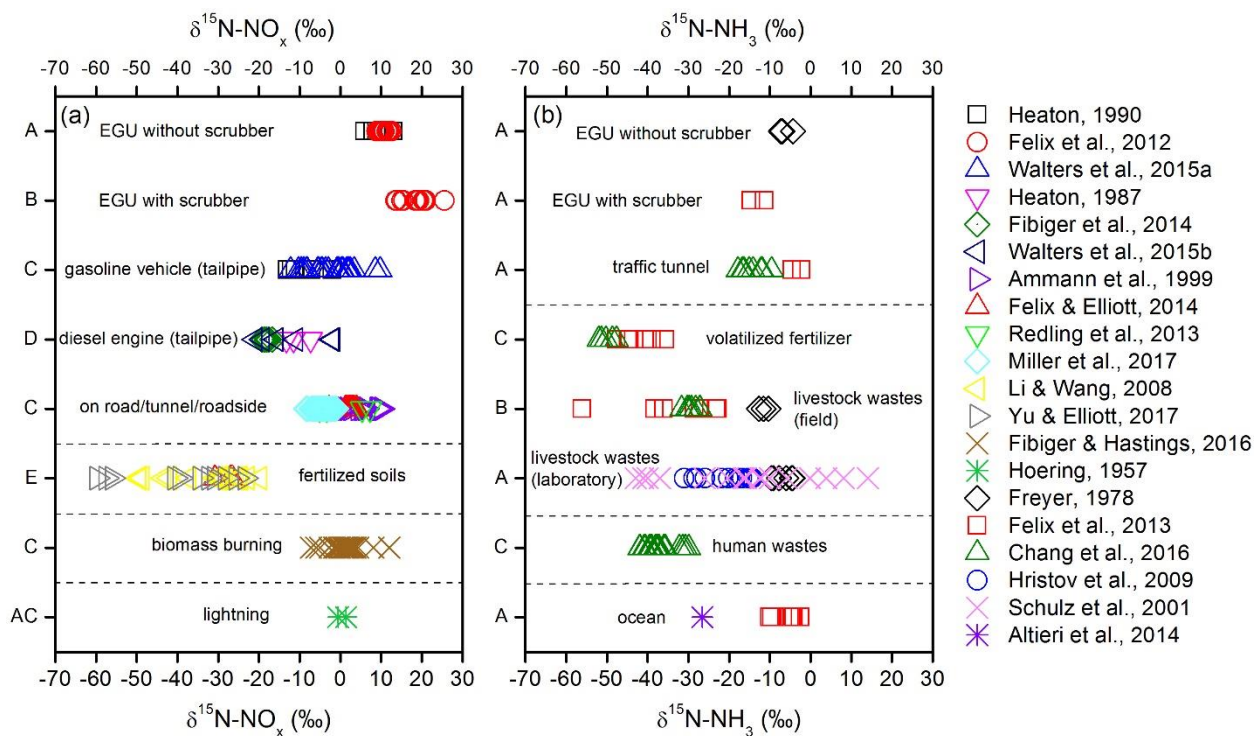 δ¹⁵N-NOₓ (‰)
-70 -60 -50 -40 -30 -20 -10 0 10 20 30
(a)
A EGU without scrubber
B EGU with scrubber
C gasoline vehicle (tailpipe)
D diesel engine (tailpipe)
C on road/tunnel/roadside
E fertilized soils
C biomass burning
AC lightning
-70 -60 -50 -40 -30 -20 -10 0 10 20 30
δ¹⁵N-NOₓ (‰)
δ¹⁵N-NH₃ (‰)
-70 -60 -50 -40 -30 -20 -10 0 10 20 30
(b)
A EGU without scrubber
A EGU with scrubber
A traffic tunnel
C volatilized fertilizer
B livestock wastes
(field)
A livestock wastes
(laboratory)
C human wastes
A ocean
-70 -60 -50 -40 -30 -20 -10 0 10 20 30
δ¹⁵N-NH₃ (‰)
Heaton, 1990
Felix et al., 2012
Walters et al., 2015a
Heaton, 1987
Fibiger et al., 2014
Walters et al., 2015b
Ammann et al., 1999
Felix & Elliott, 2014
Redling et al., 2013
Miller et al., 2017
Li & Wang, 2008
Yu & Elliott, 2017
Fibiger & Hastings, 2016
Hoering, 1957
Freyer, 1978
Felix et al., 2013
Chang et al., 2016
Hristov et al., 2009
Schulz et al., 2001
Altieri et al., 2014